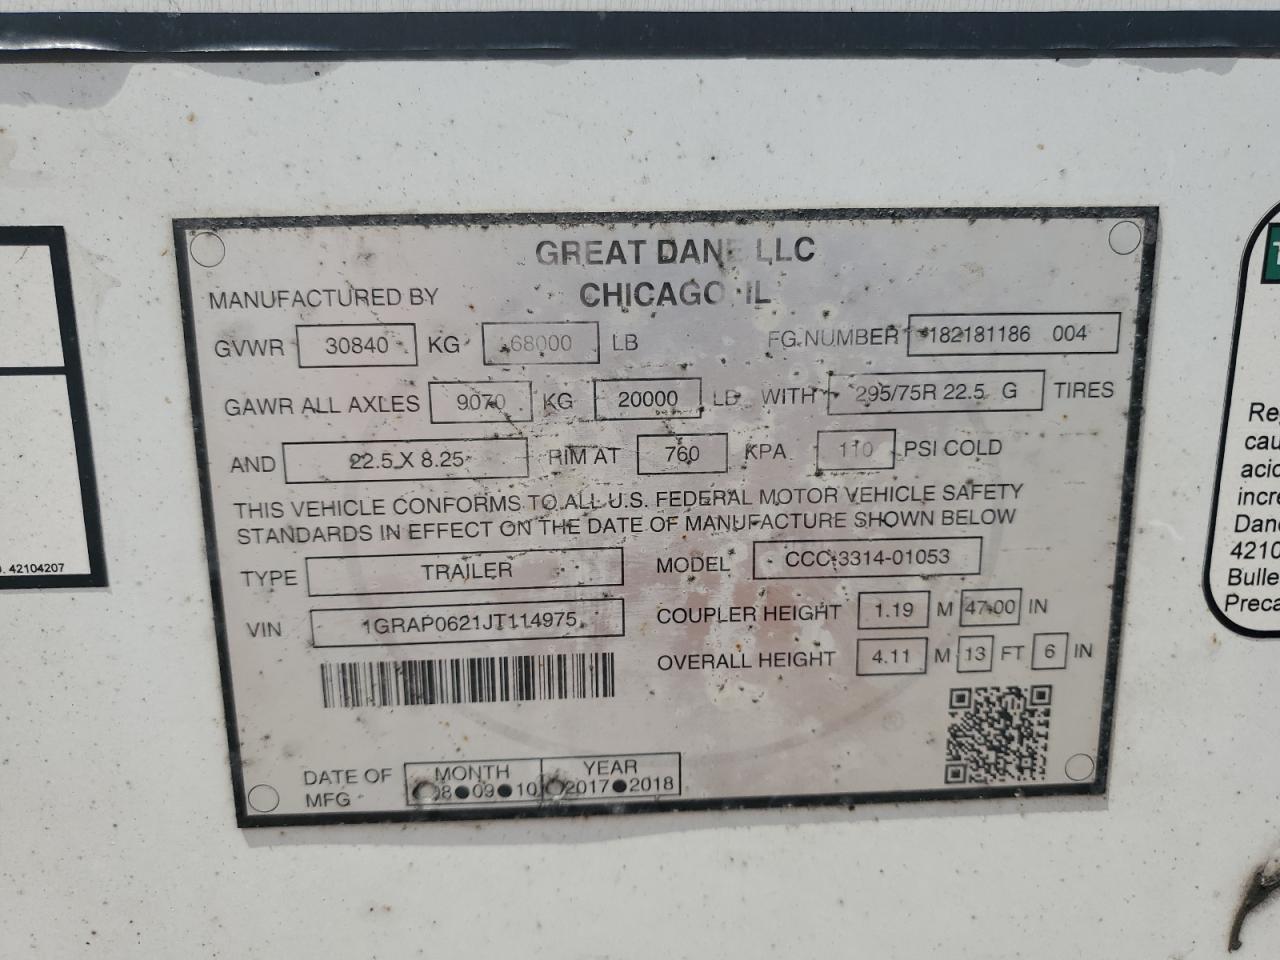 GREAT DANE LLC
MANUFACTURED BY CHICAGO, IL
GVWR 30840 KG 68000 LB FG.NUMBER 182181186 004
GAWR ALL AXLES 9070 KG 20000 LB WITH 295/75R 22.5 G TIRES
AND 22.5 X 8.25 RIM AT 760 KPA 110 PSI COLD
THIS VEHICLE CONFORMS TO ALL U.S. FEDERAL MOTOR VEHICLE SAFETY
STANDARDS IN EFFECT ON THE DATE OF MANUFACTURE SHOWN BELOW
TYPE TRAILER MODEL CCC-3314-01053
VIN 1GRAP0621JT114975 COUPLER HEIGHT 1.19 M 47.00 IN
OVERALL HEIGHT 4.11 M 13 FT 6 IN
DATE OF MFG MONTH YEAR
08 09 10 2017 2018
42104207
Re
cau
acid
incre
Dan
4210
Bulle
Preca